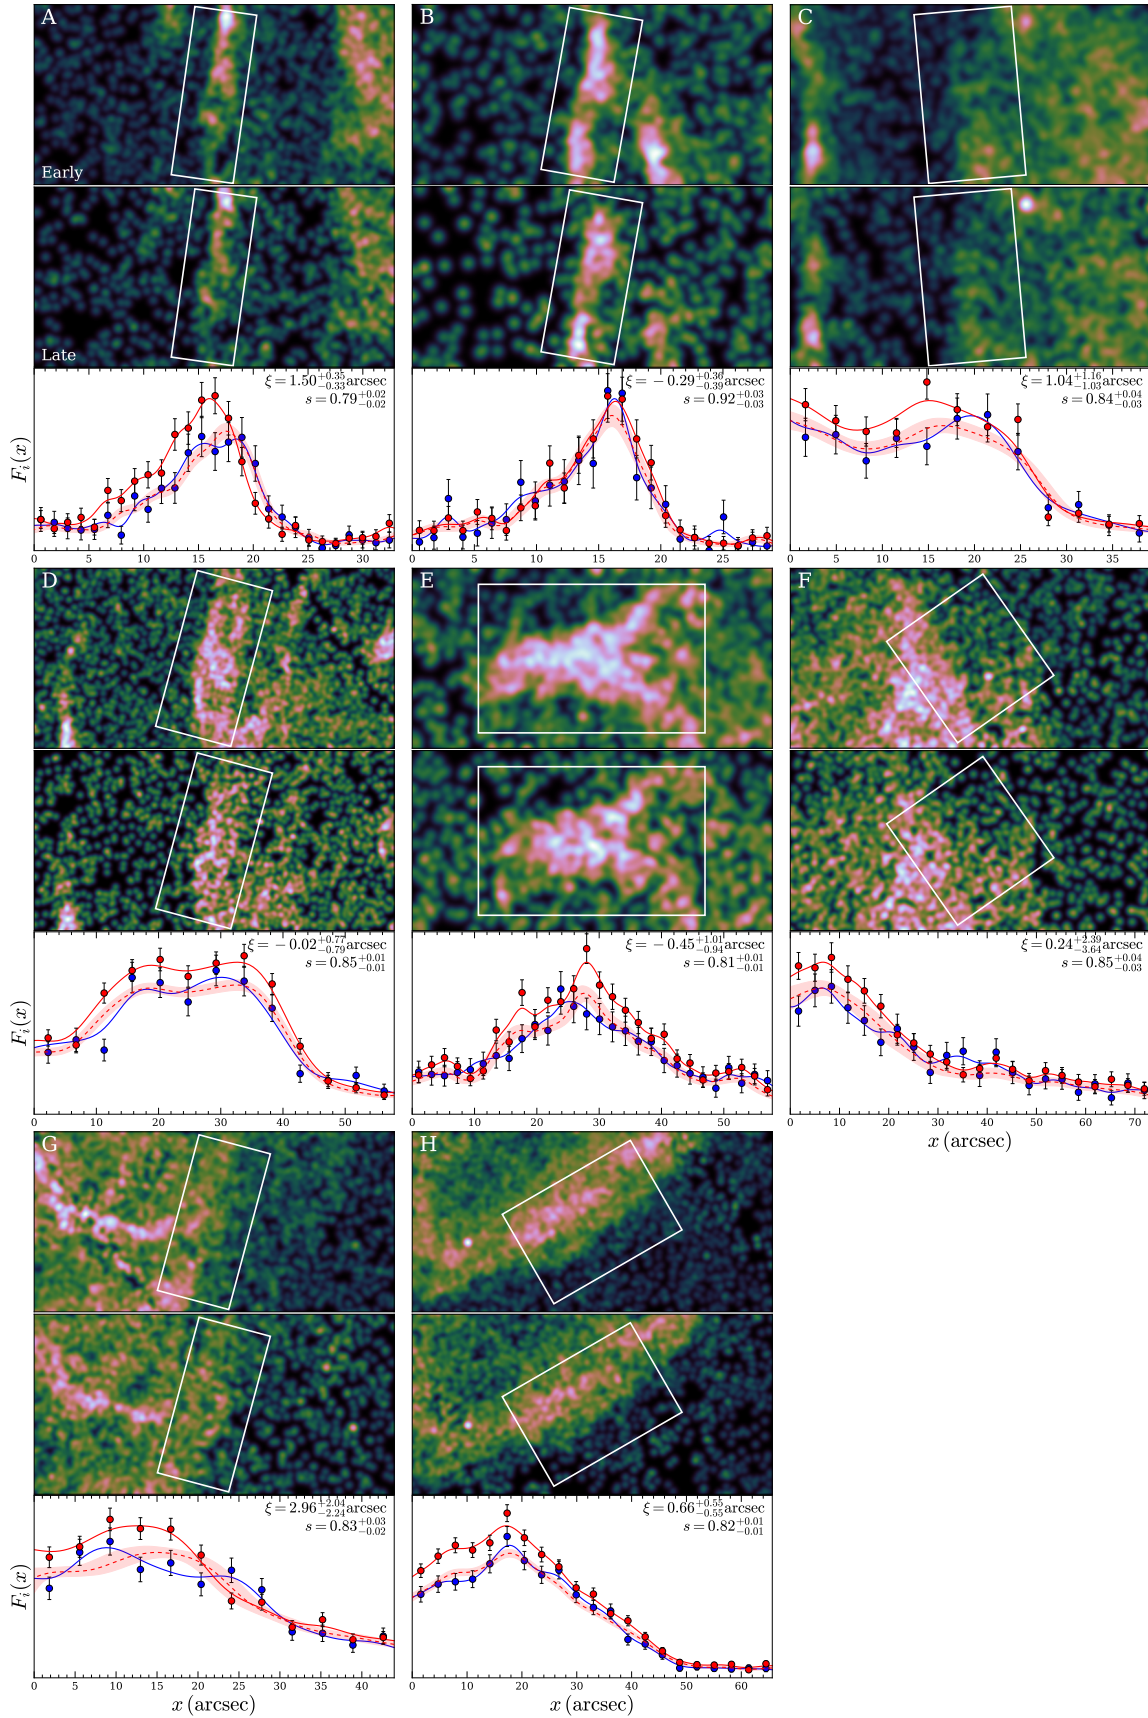 A
B
C
Early
Late
ξ = 1.50 +0.35 −0.33 arcsec
s = 0.79 +0.02 −0.02
ξ = −0.29 +0.36 −0.39 arcsec
s = 0.92 +0.03 −0.03
ξ = 1.04 +1.16 −1.03 arcsec
s = 0.84 +0.04 −0.03
F_i(x)
0 5 10 15 20 25 30
0 5 10 15 20 25
0 5 10 15 20 25 30 35
D
E
F
ξ = −0.02 +0.77 −0.79 arcsec
s = 0.85 +0.01 −0.01
ξ = −0.45 +1.01 −0.94 arcsec
s = 0.81 +0.01 −0.01
ξ = 0.24 +2.39 −3.64 arcsec
s = 0.85 +0.04 −0.03
F_i(x)
0 10 20 30 40 50
0 10 20 30 40 50
0 10 20 30 40 50 60 70
x (arcsec)
G
H
ξ = 2.96 +2.04 −2.24 arcsec
s = 0.83 +0.03 −0.02
ξ = 0.66 +0.55 −0.55 arcsec
s = 0.82 +0.01 −0.01
F_i(x)
0 5 10 15 20 25 30 35 40
0 10 20 30 40 50 60
x (arcsec)
x (arcsec)